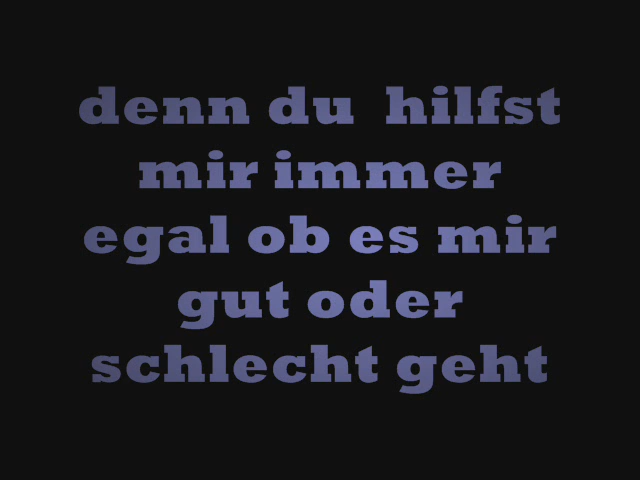 denn du hilfst
mir immer
egal ob es mir
gut oder
schlecht geht